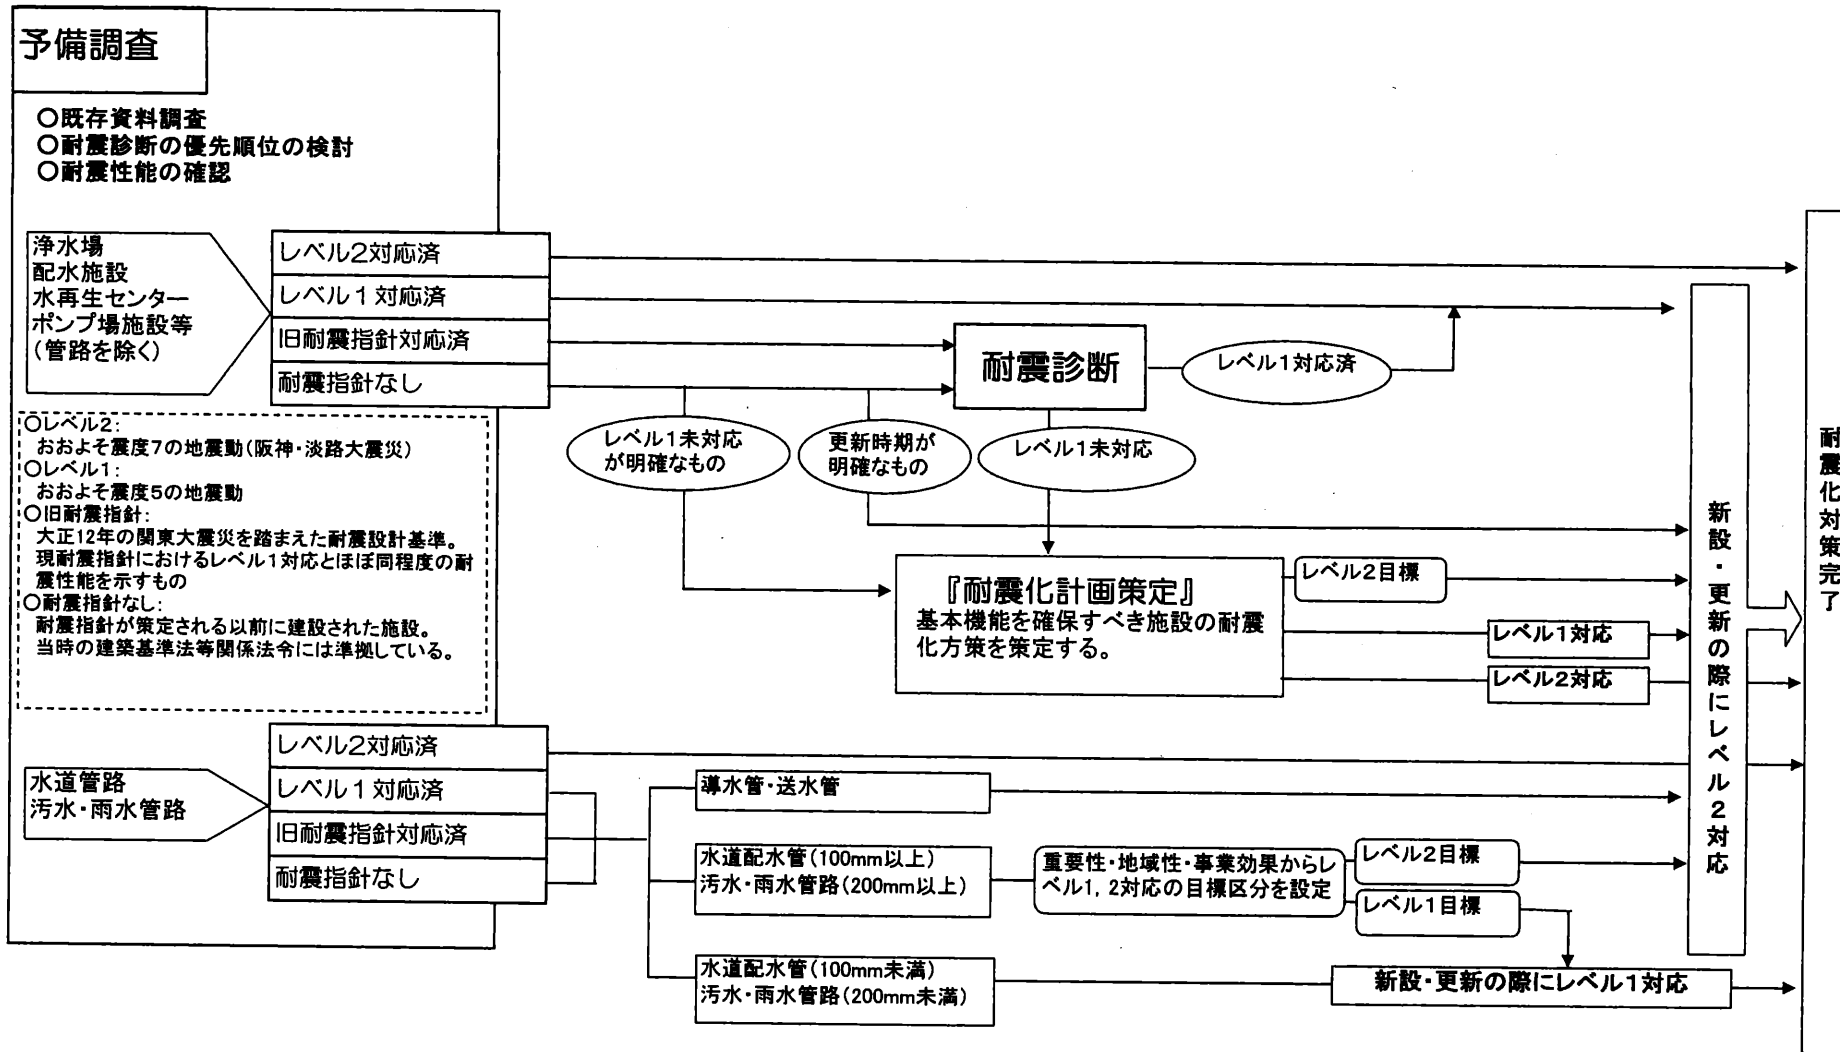 予備調査
○既存資料調査
○耐震診断の優先順位の検討
○耐震性能の確認
浄水場
配水施設
水再生センター
ポンプ場施設等
(管路を除く)
レベル2対応済
レベル1対応済
旧耐震指針対応済
耐震指針なし
耐震診断
レベル1対応済
レベル1未対応
が明確なもの
更新時期が
明確なもの
レベル1未対応
○レベル2:
おおよそ震度7の地震動(阪神・淡路大震災)
○レベル1:
おおよそ震度5の地震動
○旧耐震指針:
大正12年の関東大震災を踏まえた耐震設計基準。
現耐震指針におけるレベル1対応とほぼ同程度の耐
震性能を示すもの
○耐震指針なし:
耐震指針が策定される以前に建設された施設。
当時の建築基準法等関係法令には準拠している。
『耐震化計画策定』
基本機能を確保すべき施設の耐震
化方策を策定する。
レベル2目標
レベル1対応
レベル2対応
新設・更新の際にレベル2対応
耐震化対策完了
水道管路
汚水・雨水管路
レベル2対応済
レベル1対応済
旧耐震指針対応済
耐震指針なし
導水管・送水管
水道配水管(100mm以上)
汚水・雨水管路(200mm以上)
重要性・地域性・事業効果からレ
ベル1,2対応の目標区分を設定
レベル2目標
レベル1目標
水道配水管(100mm未満)
汚水・雨水管路(200mm未満)
新設・更新の際にレベル1対応